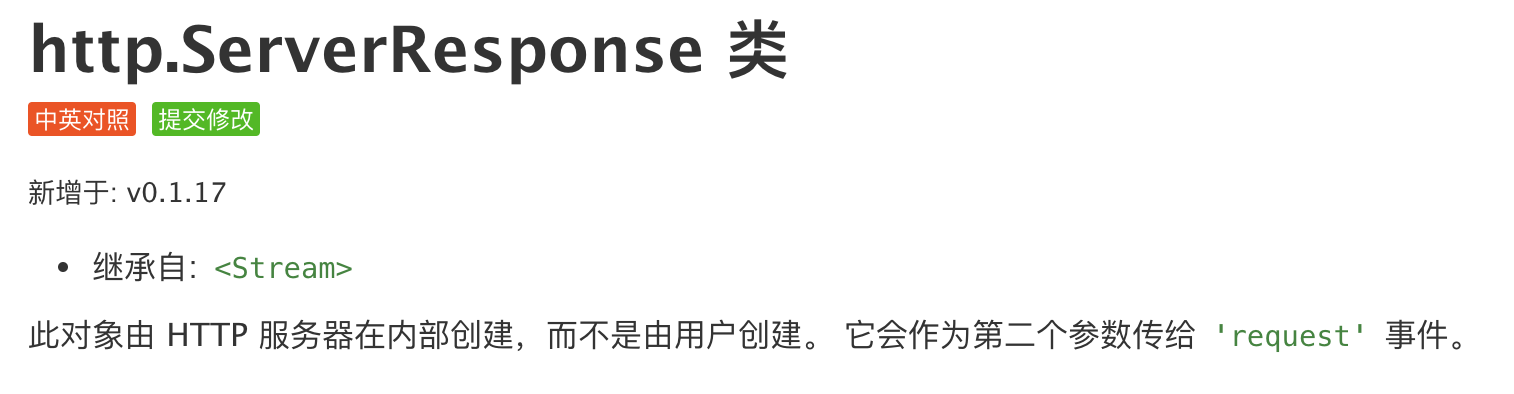 http.ServerResponse 类
中英对照 提交修改
新增于: v0.1.17
• 继承自: <Stream>
此对象由 HTTP 服务器在内部创建，而不是由用户创建。 它会作为第二个参数传给 'request' 事件。